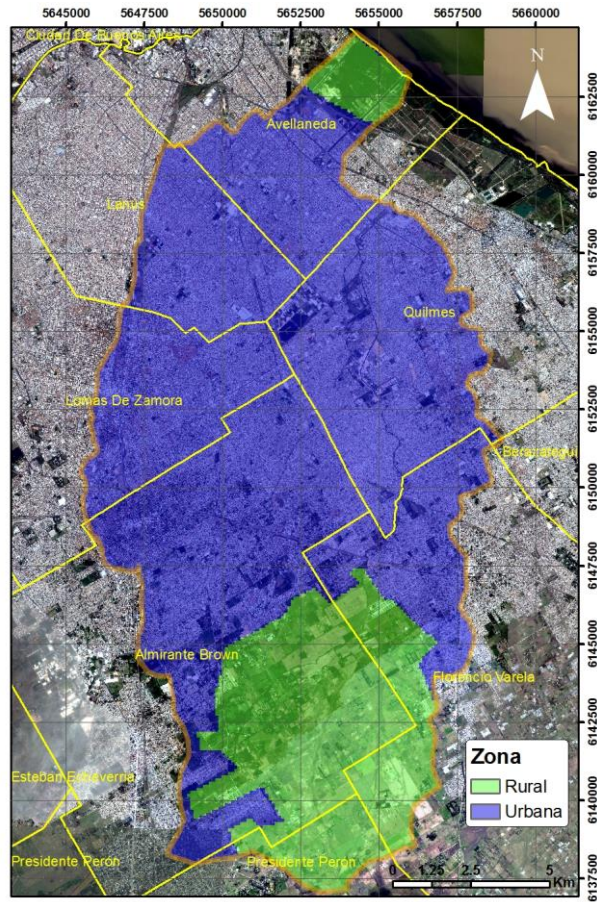 5645000 5647500 5650000 5652500 5655000 5657500 5660000
Ciudad De Buenos Aires
N
6162500
Avellaneda
6160000
Lanús
6157500
Quilmes
6155000
Lomas De Zamora
6152500
Berazategui
6150000
6147500
Almirante Brown
6145000
Florencio Varela
6142500
Zona
Esteban Echeverria
Rural
6140000
Urbana
Presidente Perón
Presidente Perón
0 1.25 2.5 5
Km
6137500